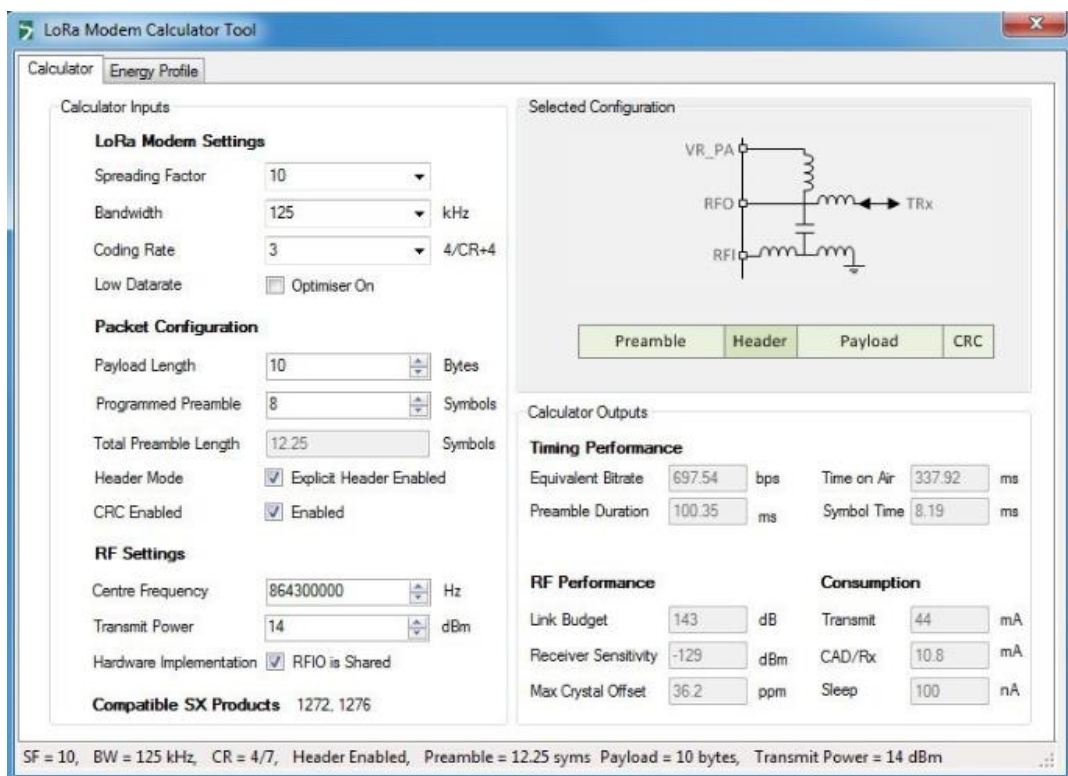 LoRa Modem Calculator Tool
Calculator Energy Profile
Calculator Inputs
LoRa Modem Settings
Spreading Factor 10
Bandwidth 125 kHz
Coding Rate 3 4/CR+4
Low Datarate Optimiser On
Packet Configuration
Payload Length 10 Bytes
Programmed Preamble 8 Symbols
Total Preamble Length 12.25 Symbols
Header Mode Explicit Header Enabled
CRC Enabled Enabled
RF Settings
Centre Frequency 864300000 Hz
Transmit Power 14 dBm
Hardware Implementation RFIO is Shared
Compatible SX Products 1272, 1276
Selected Configuration
VR_PA
RFO TRx
RFI
Preamble Header Payload CRC
Calculator Outputs
Timing Performance
Equivalent Bitrate 697.54 bps Time on Air 337.92 ms
Preamble Duration 100.35 ms Symbol Time 8.19 ms
RF Performance Consumption
Link Budget 143 dB Transmit 44 mA
Receiver Sensitivity -129 dBm CAD/Rx 10.8 mA
Max Crystal Offset 36.2 ppm Sleep 100 nA
SF = 10, BW = 125 kHz, CR = 4/7, Header Enabled, Preamble = 12.25 syms Payload = 10 bytes, Transmit Power = 14 dBm